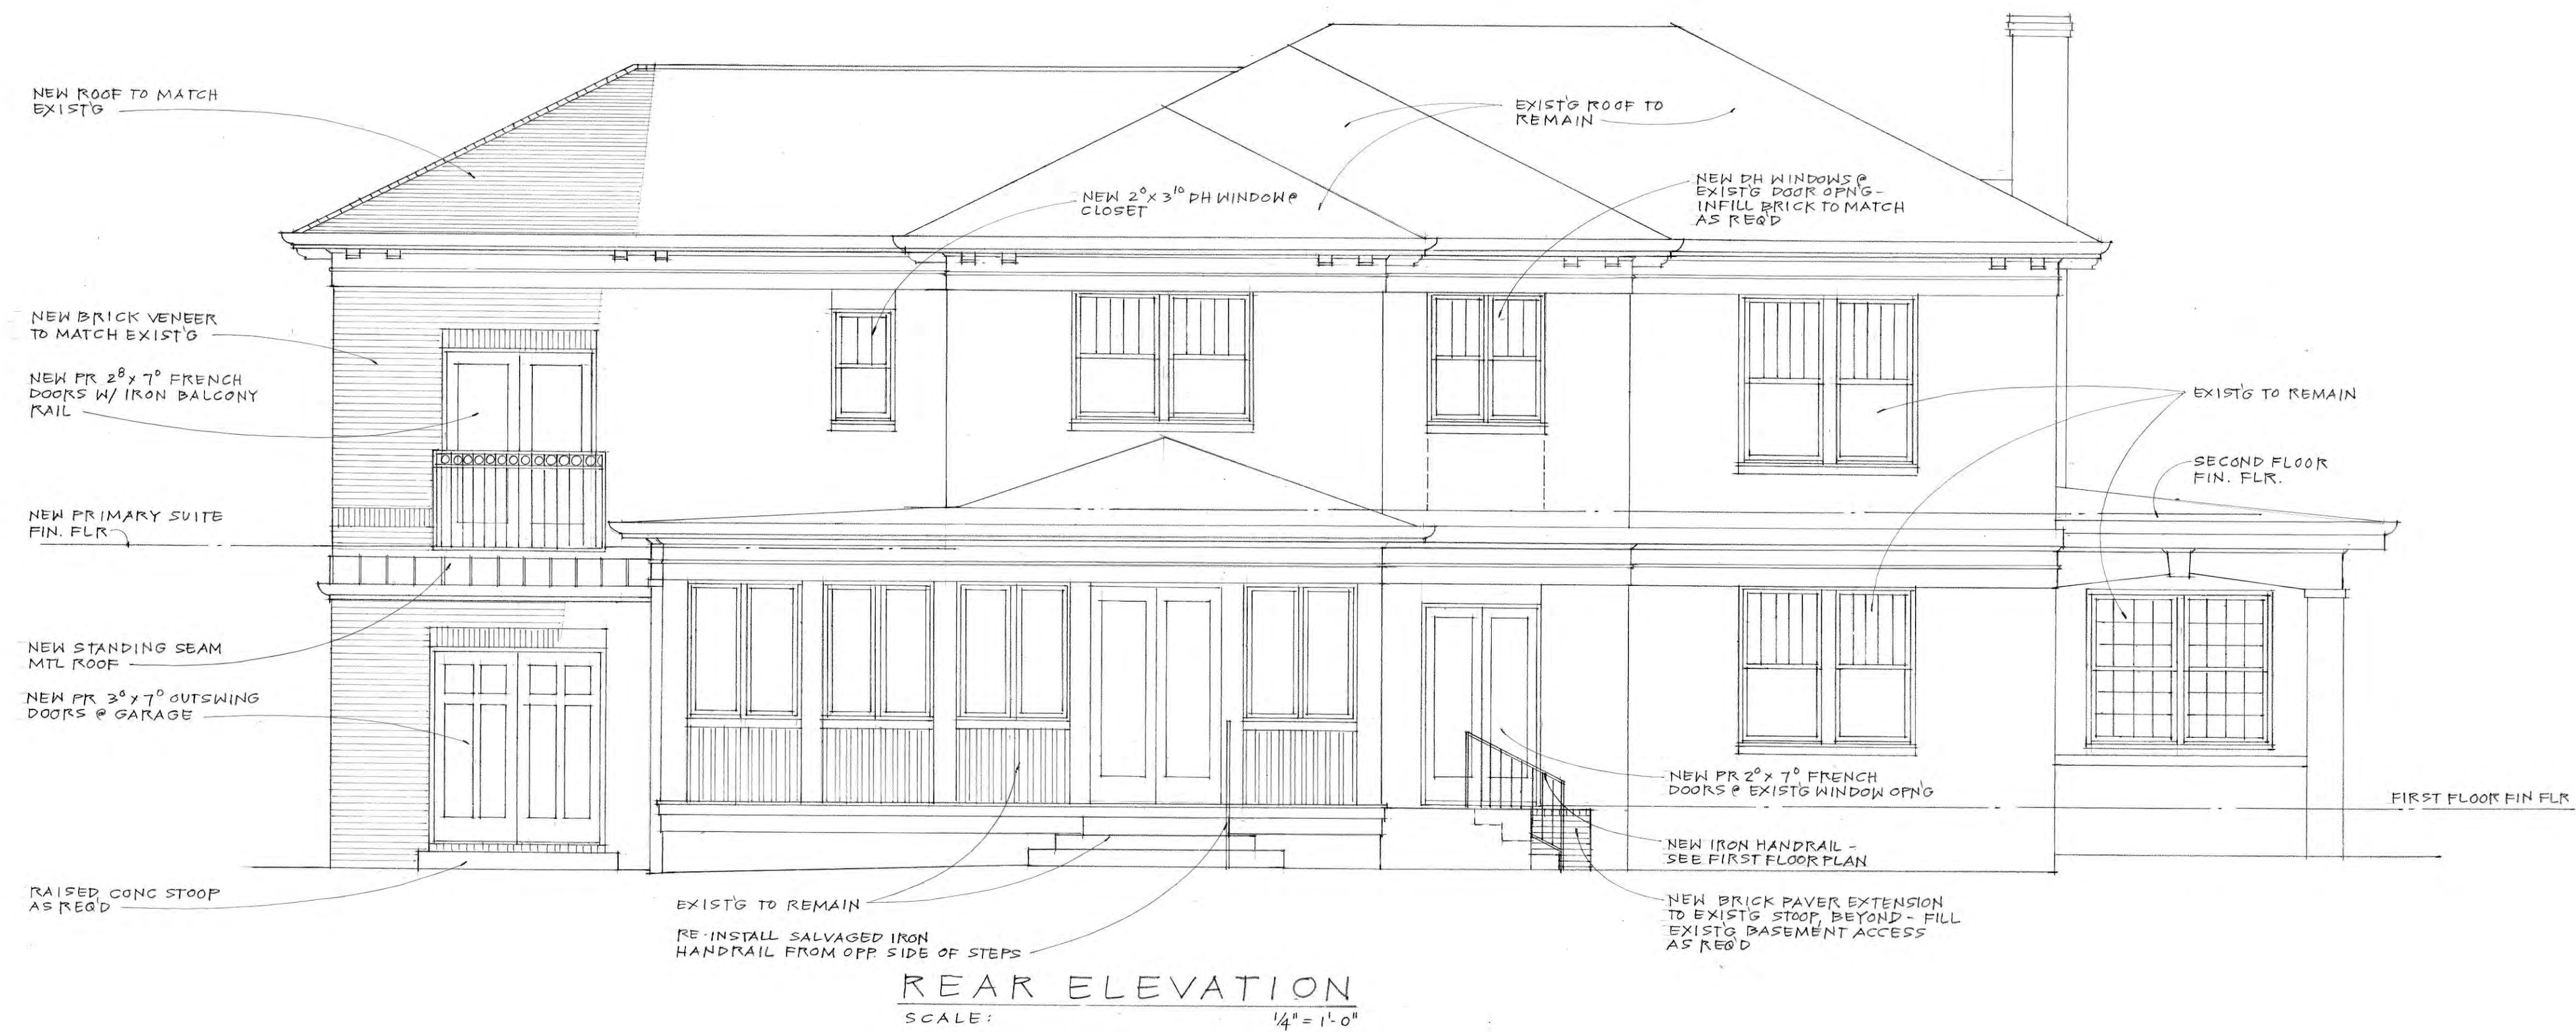 NEW ROOF TO MATCH
EXIST'G
NEW BRICK VENEER
TO MATCH EXIST'G
NEW PR 2⁸ x 7⁰ FRENCH
DOORS W/ IRON BALCONY
RAIL
NEW PRIMARY SUITE
FIN. FLR
NEW STANDING SEAM
MTL ROOF
NEW PR 3⁰ x 7⁰ OUTSWING
DOORS @ GARAGE
RAISED CONC STOOP
AS REQ'D
NEW 2⁰ x 3¹⁰ DH WINDOW @
CLOSET
EXIST'G ROOF TO
REMAIN
NEW DH WINDOWS @
EXIST'G DOOR OPN'G -
INFILL BRICK TO MATCH
AS REQ'D
EXIST'G TO REMAIN
SECOND FLOOR
FIN. FLR.
FIRST FLOOR FIN FLR
NEW PR 2⁰ x 7⁰ FRENCH
DOORS @ EXIST'G WINDOW OPN'G
NEW IRON HANDRAIL -
SEE FIRST FLOOR PLAN
NEW BRICK PAVER EXTENSION
TO EXIST'G STOOP, BEYOND - FILL
EXIST'G BASEMENT ACCESS
AS REQ'D
EXIST'G TO REMAIN
RE-INSTALL SALVAGED IRON
HANDRAIL FROM OPP. SIDE OF STEPS
REAR ELEVATION
SCALE: 1/4" = 1'-0"